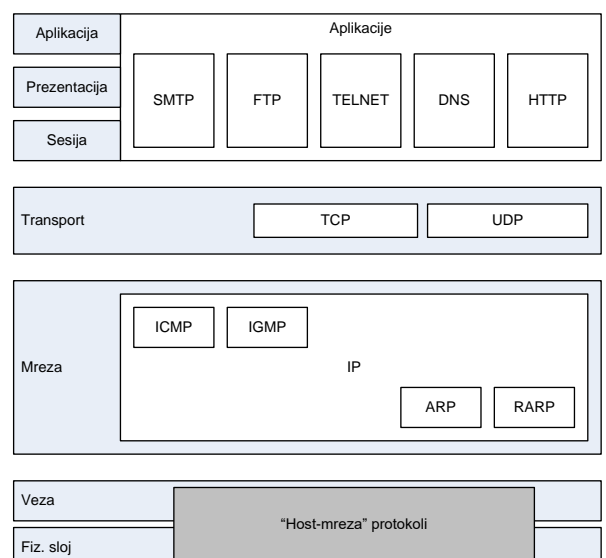 Aplikacija
Aplikacije
Prezentacija
SMTP
FTP
TELNET
DNS
HTTP
Sesija
Transport
TCP
UDP
ICMP
IGMP
Mreza
IP
ARP
RARP
Veza
"Host-mreza" protokoli
Fiz. sloj